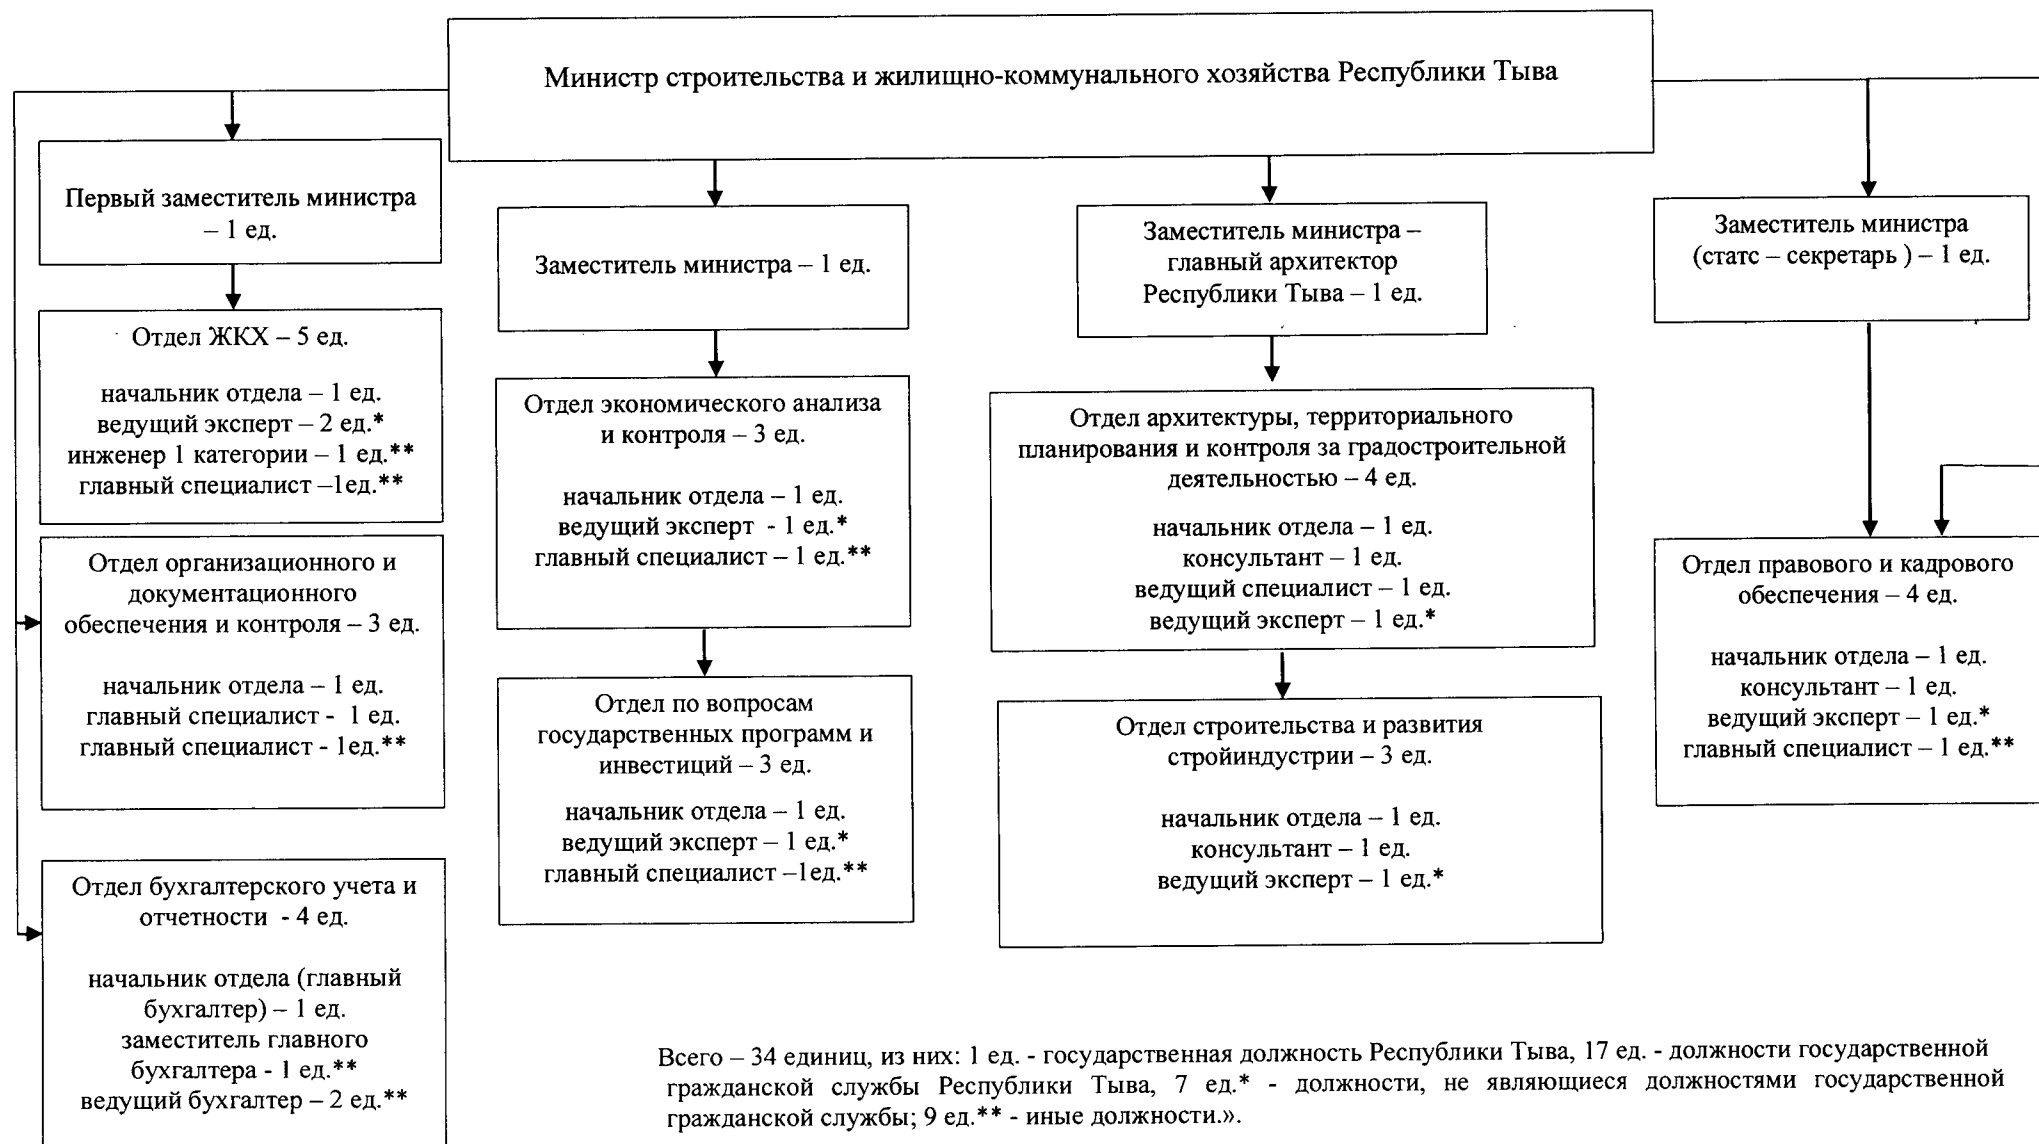 Министр строительства и жилищно-коммунального хозяйства Республики Тыва
Первый заместитель министра
– 1 ед.
Отдел ЖКХ – 5 ед.
начальник отдела – 1 ед.
ведущий эксперт – 2 ед.*
инженер 1 категории – 1 ед.**
главный специалист –1ед.**
Отдел организационного и
документационного
обеспечения и контроля – 3 ед.
начальник отдела – 1 ед.
главный специалист - 1 ед.
главный специалист - 1ед.**
Отдел бухгалтерского учета и
отчетности - 4 ед.
начальник отдела (главный
бухгалтер) – 1 ед.
заместитель главного
бухгалтера - 1 ед.**
ведущий бухгалтер – 2 ед.**
Заместитель министра – 1 ед.
Отдел экономического анализа
и контроля – 3 ед.
начальник отдела – 1 ед.
ведущий эксперт - 1 ед.*
главный специалист – 1 ед.**
Отдел по вопросам
государственных программ и
инвестиций – 3 ед.
начальник отдела – 1 ед.
ведущий эксперт – 1 ед.*
главный специалист –1ед.**
Заместитель министра –
главный архитектор
Республики Тыва – 1 ед.
Отдел архитектуры, территориального
планирования и контроля за градостроительной
деятельностью – 4 ед.
начальник отдела – 1 ед.
консультант – 1 ед.
ведущий специалист – 1 ед.
ведущий эксперт – 1 ед.*
Отдел строительства и развития
стройиндустрии – 3 ед.
начальник отдела – 1 ед.
консультант – 1 ед.
ведущий эксперт – 1 ед.*
Заместитель министра
(статс – секретарь ) – 1 ед.
Отдел правового и кадрового
обеспечения – 4 ед.
начальник отдела – 1 ед.
консультант – 1 ед.
ведущий эксперт – 1 ед.*
главный специалист – 1 ед.**
Всего – 34 единиц, из них: 1 ед. - государственная должность Республики Тыва, 17 ед. - должности государственной
гражданской службы Республики Тыва, 7 ед.* - должности, не являющиеся должностями государственной
гражданской службы; 9 ед.** - иные должности.».